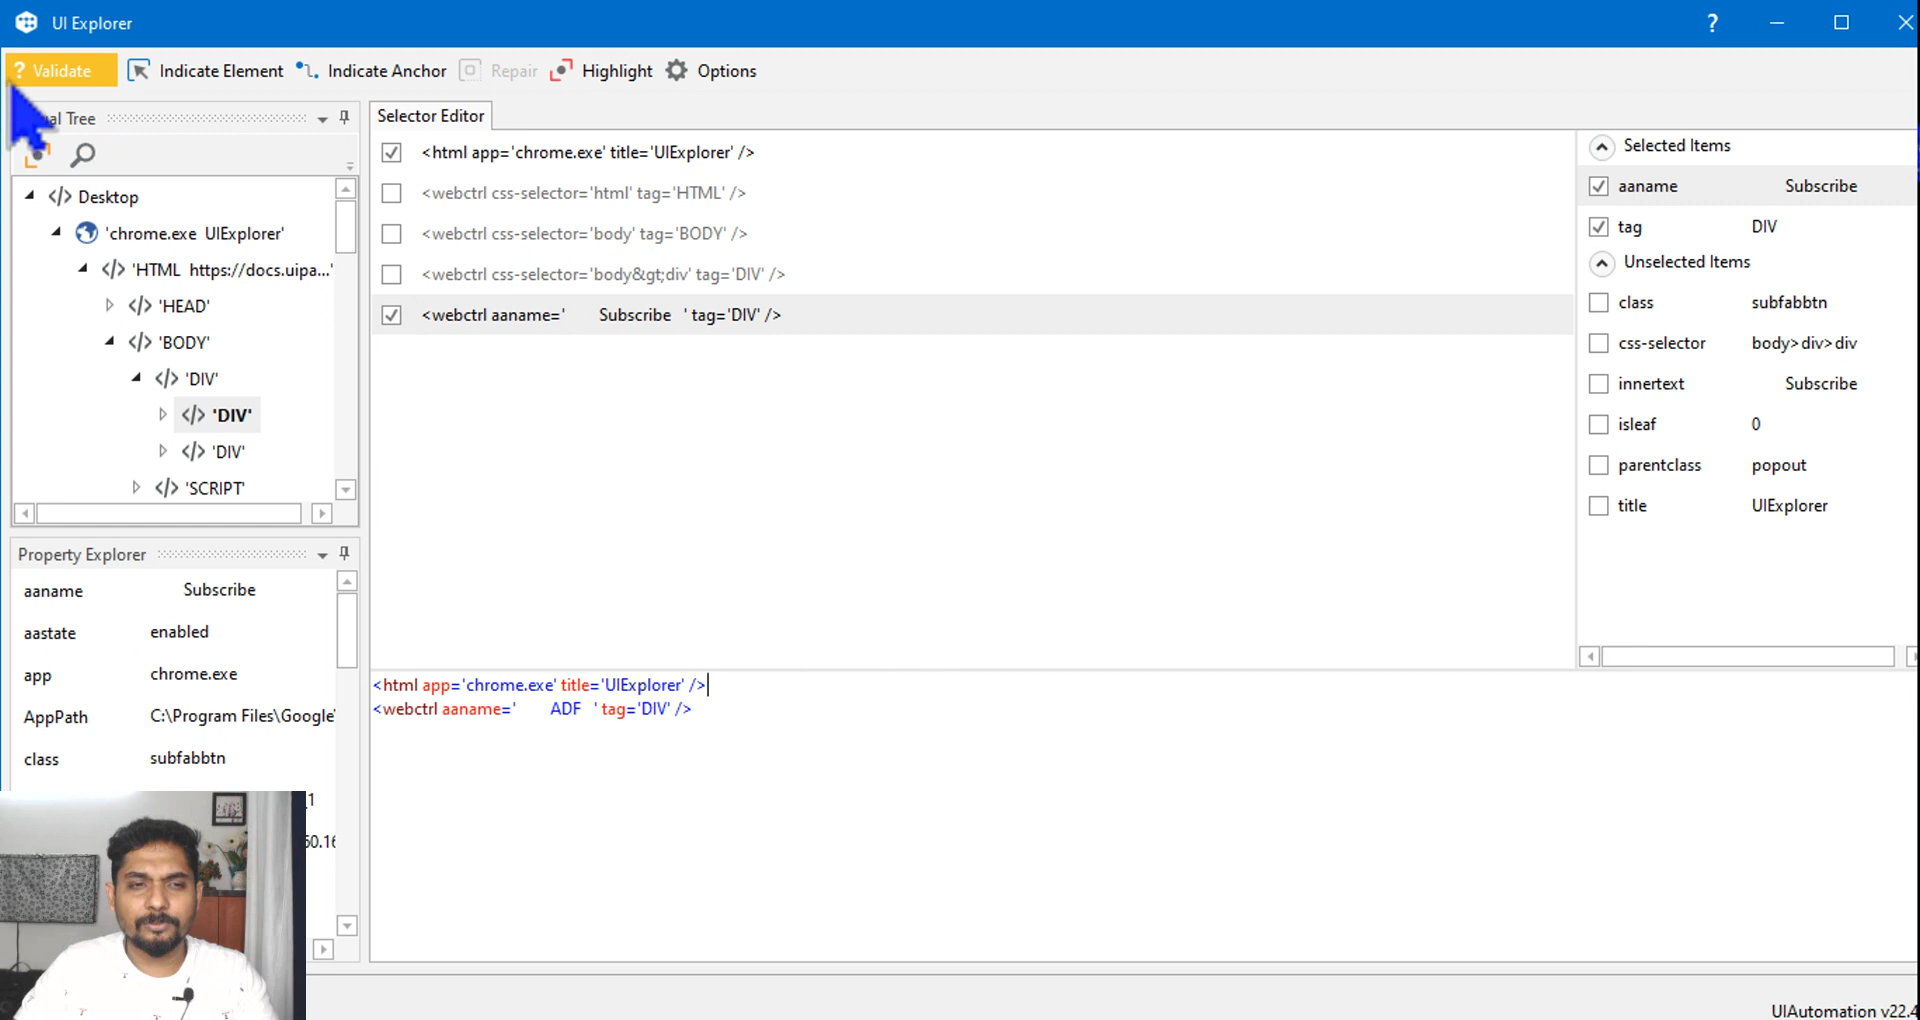 UI Explorer
?
? Validate
Indicate Element
Indicate Anchor
Repair
Highlight
Options
al Tree
</> Desktop
'chrome.exe UIExplorer'
</> 'HTML https://docs.uipa...'
</> 'HEAD'
</> 'BODY'
</> 'DIV'
</> 'DIV'
</> 'DIV'
</> 'SCRIPT'
Property Explorer
aaname Subscribe
aastate enabled
app chrome.exe
AppPath C:\Program Files\Google\
class subfabbtn
_1
50.16
Selector Editor
<html app='chrome.exe' title='UIExplorer' />
<webctrl css-selector='html' tag='HTML' />
<webctrl css-selector='body' tag='BODY' />
<webctrl css-selector='body&gt;div' tag='DIV' />
<webctrl aaname='       Subscribe   ' tag='DIV' />
<html app='chrome.exe' title='UIExplorer' />
<webctrl aaname='       ADF   ' tag='DIV' />
Selected Items
aaname Subscribe
tag DIV
Unselected Items
class subfabbtn
css-selector body>div>div
innertext Subscribe
isleaf 0
parentclass popout
title UIExplorer
UIAutomation v22.4